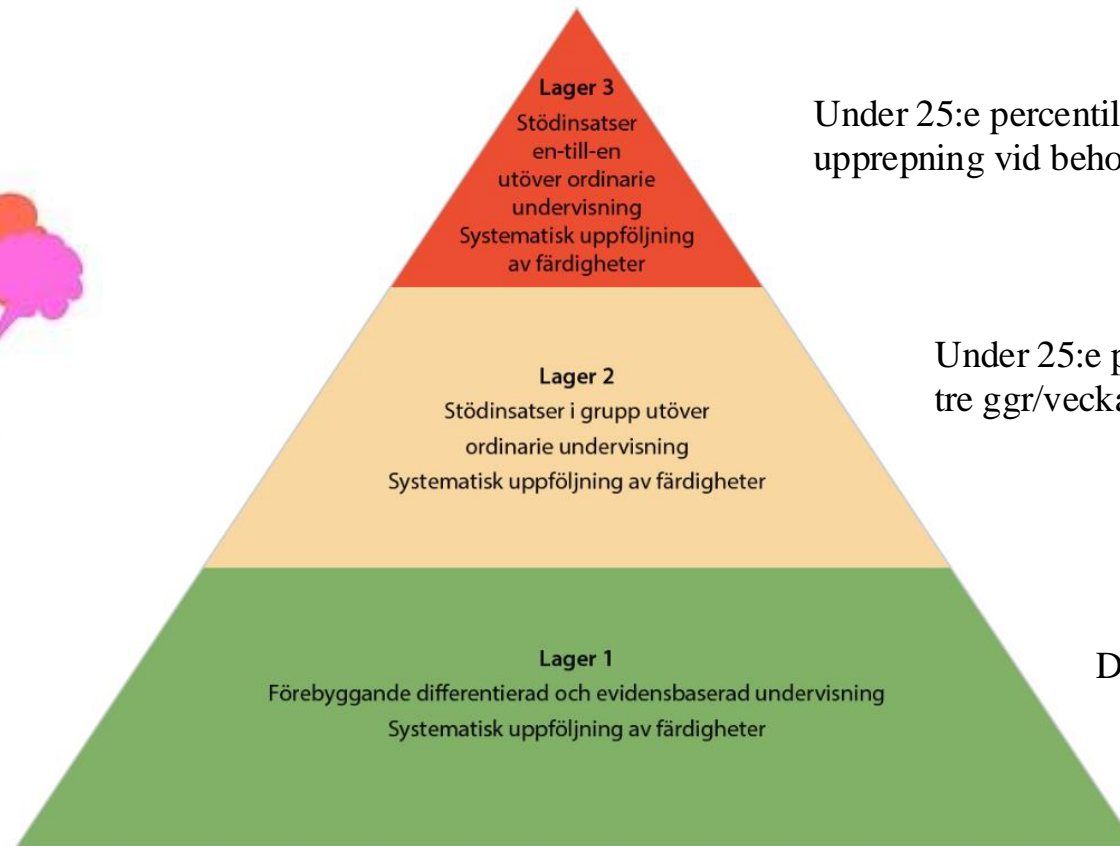 Lager 3
Stödinsatser
en-till-en
utöver ordinarie
undervisning
Systematisk uppföljning
av färdigheter
Under 25:e percentil
upprepning vid beho
Lager 2
Stödinsatser i grupp utöver
ordinarie undervisning
Systematisk uppföljning av färdigheter
Under 25:e p
tre ggr/vecka
Lager 1
Förebyggande differentierad och evidensbaserad undervisning
Systematisk uppföljning av färdigheter
D